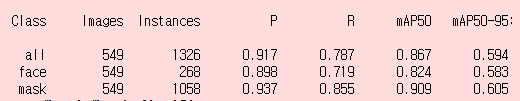 Class Images Instances P R mAP50 mAP50-95:
all 549 1326 0.917 0.787 0.867 0.594
face 549 268 0.898 0.719 0.824 0.583
mask 549 1058 0.937 0.855 0.909 0.605